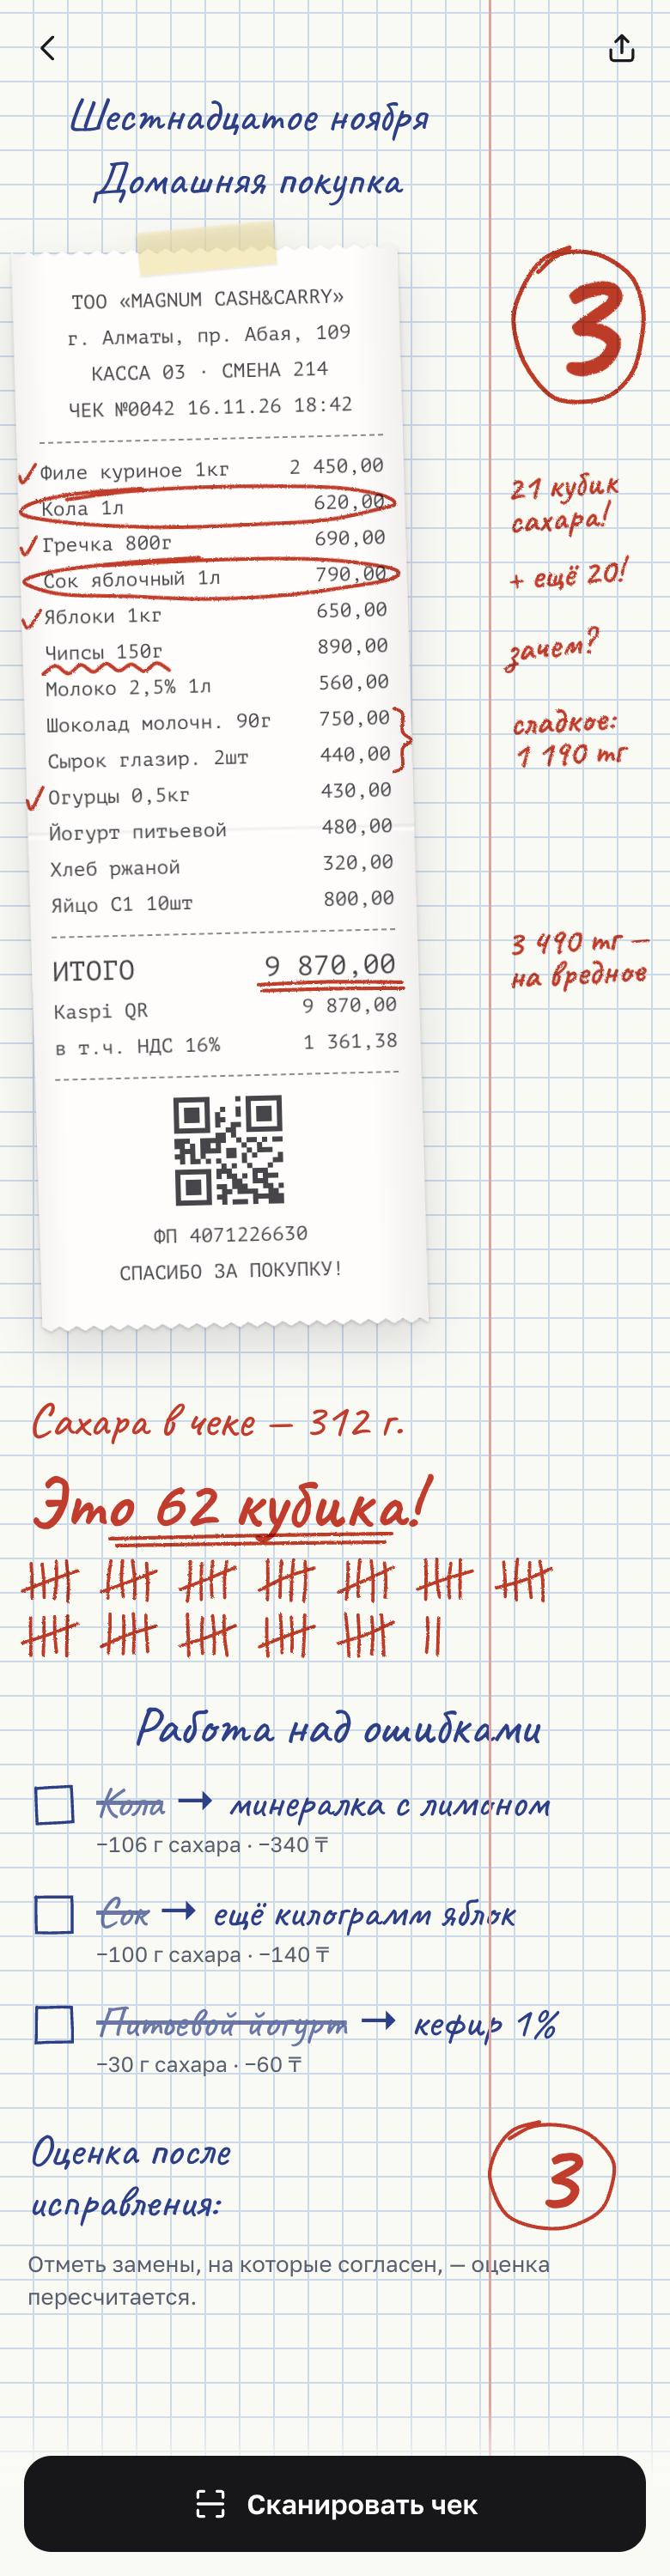 Шестнадцатое ноября
Домашняя покупка
3
ТОО «MAGNUM CASH&CARRY»
г. Алматы, пр. Абая, 109
КАССА 03 · СМЕНА 214
ЧЕК №0042 16.11.26 18:42
Филе куриное 1кг 2 450,00
Кола 1л 620,00
21 кубик
сахара!
Гречка 800г 690,00
Сок яблочный 1л 790,00
+ ещё 20!
Яблоки 1кг 650,00
Чипсы 150г 890,00
зачем?
Молоко 2,5% 1л 560,00
Шоколад молочн. 90г 750,00
Сырок глазир. 2шт 440,00
сладкое:
1 190 тг
Огурцы 0,5кг 430,00
Йогурт питьевой 480,00
Хлеб ржаной 320,00
Яйцо С1 10шт 800,00
ИТОГО 9 870,00
3 490 тг —
на вредное
Kaspi QR 9 870,00
в т.ч. НДС 16% 1 361,38
ФП 4071226630
СПАСИБО ЗА ПОКУПКУ!
Сахара в чеке — 312 г.
Это 62 кубика!
Работа над ошибками
Кола → минералка с лимоном
−106 г сахара · −340 ₸
Сок → ещё килограмм яблок
−100 г сахара · −140 ₸
Питьевой йогурт → кефир 1%
−30 г сахара · −60 ₸
Оценка после
исправления:
3
Отметь замены, на которые согласен, — оценка
пересчитается.
Сканировать чек